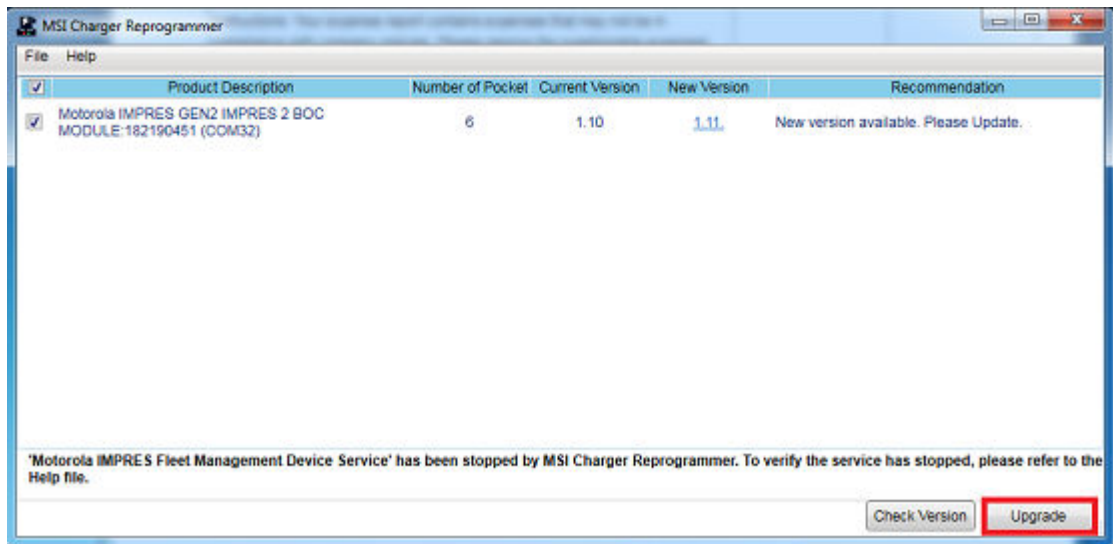 MSI Charger Reprogrammer
File Help
Product Description Number of Pocket Current Version New Version Recommendation
Motorola IMPRES GEN2 IMPRES 2 BOC
MODULE:182190451 (COM32) 6 1.10 1.11. New version available. Please Update.
'Motorola IMPRES Fleet Management Device Service' has been stopped by MSI Charger Reprogrammer. To verify the service has stopped, please refer to the
Help file.
Check Version Upgrade